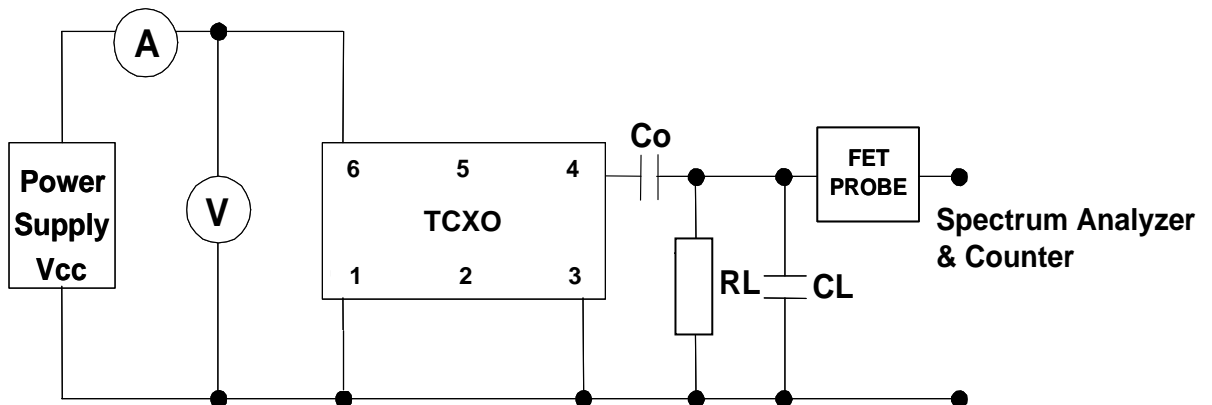 A
Power
Supply
Vcc
V
6 5 4
TCXO
1 2 3
Co
RL
CL
FET
PROBE
Spectrum Analyzer
& Counter